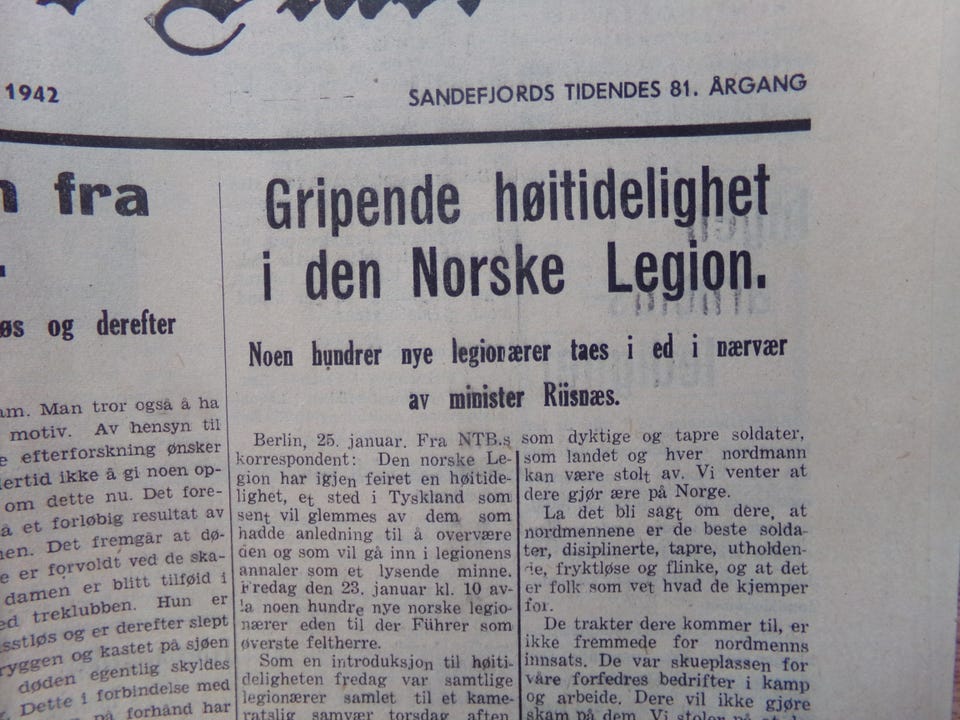 1942
SANDEFJORDS TIDENDES 81. ÅRGANG
fra
øs og derefter
am. Man tror også å ha
motiv. Av hensyn til
efterforskning ønsker
dertid ikke å gi noen op-
om dette nu. Det fore-
å et forløbig resultat av
nen. Det fremgår at dø-
e er forvoldt ved de ska-
damen er blitt tilføid i
ed treklubben. Hun er
sstløs og er derefter slept
ryggen og kastet på sjøen
døden egentlig skyldes
Dette i forbindelse med
på forhånd har
Gripende høitidelighet
i den Norske Legion.
Noen hundrer nye legionærer taes i ed i nærvær
av minister Riisnæs.
Berlin, 25. januar. Fra NTB.s
korrespondent: Den norske Le-
gion har igjen feiret en høitide-
lighet, et sted i Tyskland som
sent vil glemmes av dem som
hadde anledning til å overvære
den og som vil gå inn i legionens
annaler som et lysende minne.
Fredag den 23. januar kl. 10 av-
la noen hundre nye norske legio-
nærer eden til der Führer som
øverste feltherre.
Som en introduksjon til høiti-
deligheten fredag var samtlige
legionærer samlet til et kame-
ratslig samvær torsdag aften
som dyktige og tapre soldater,
som landet og hver nordmann
kan være stolt av. Vi venter at
dere gjør ære på Norge.
La det bli sagt om dere, at
nordmennene er de beste solda-
ter, disiplinerte, tapre, utholden-
de, fryktløse og flinke, og at det
er folk som vet hvad de kjemper
for.
De trakter dere kommer til, er
ikke fremmede for nordmenns
innsats. De var skueplassen for
våre forfedres bedrifter i kamp
og arbeide. Dere vil ikke gjøre
skam på dem. Vi stoler på at